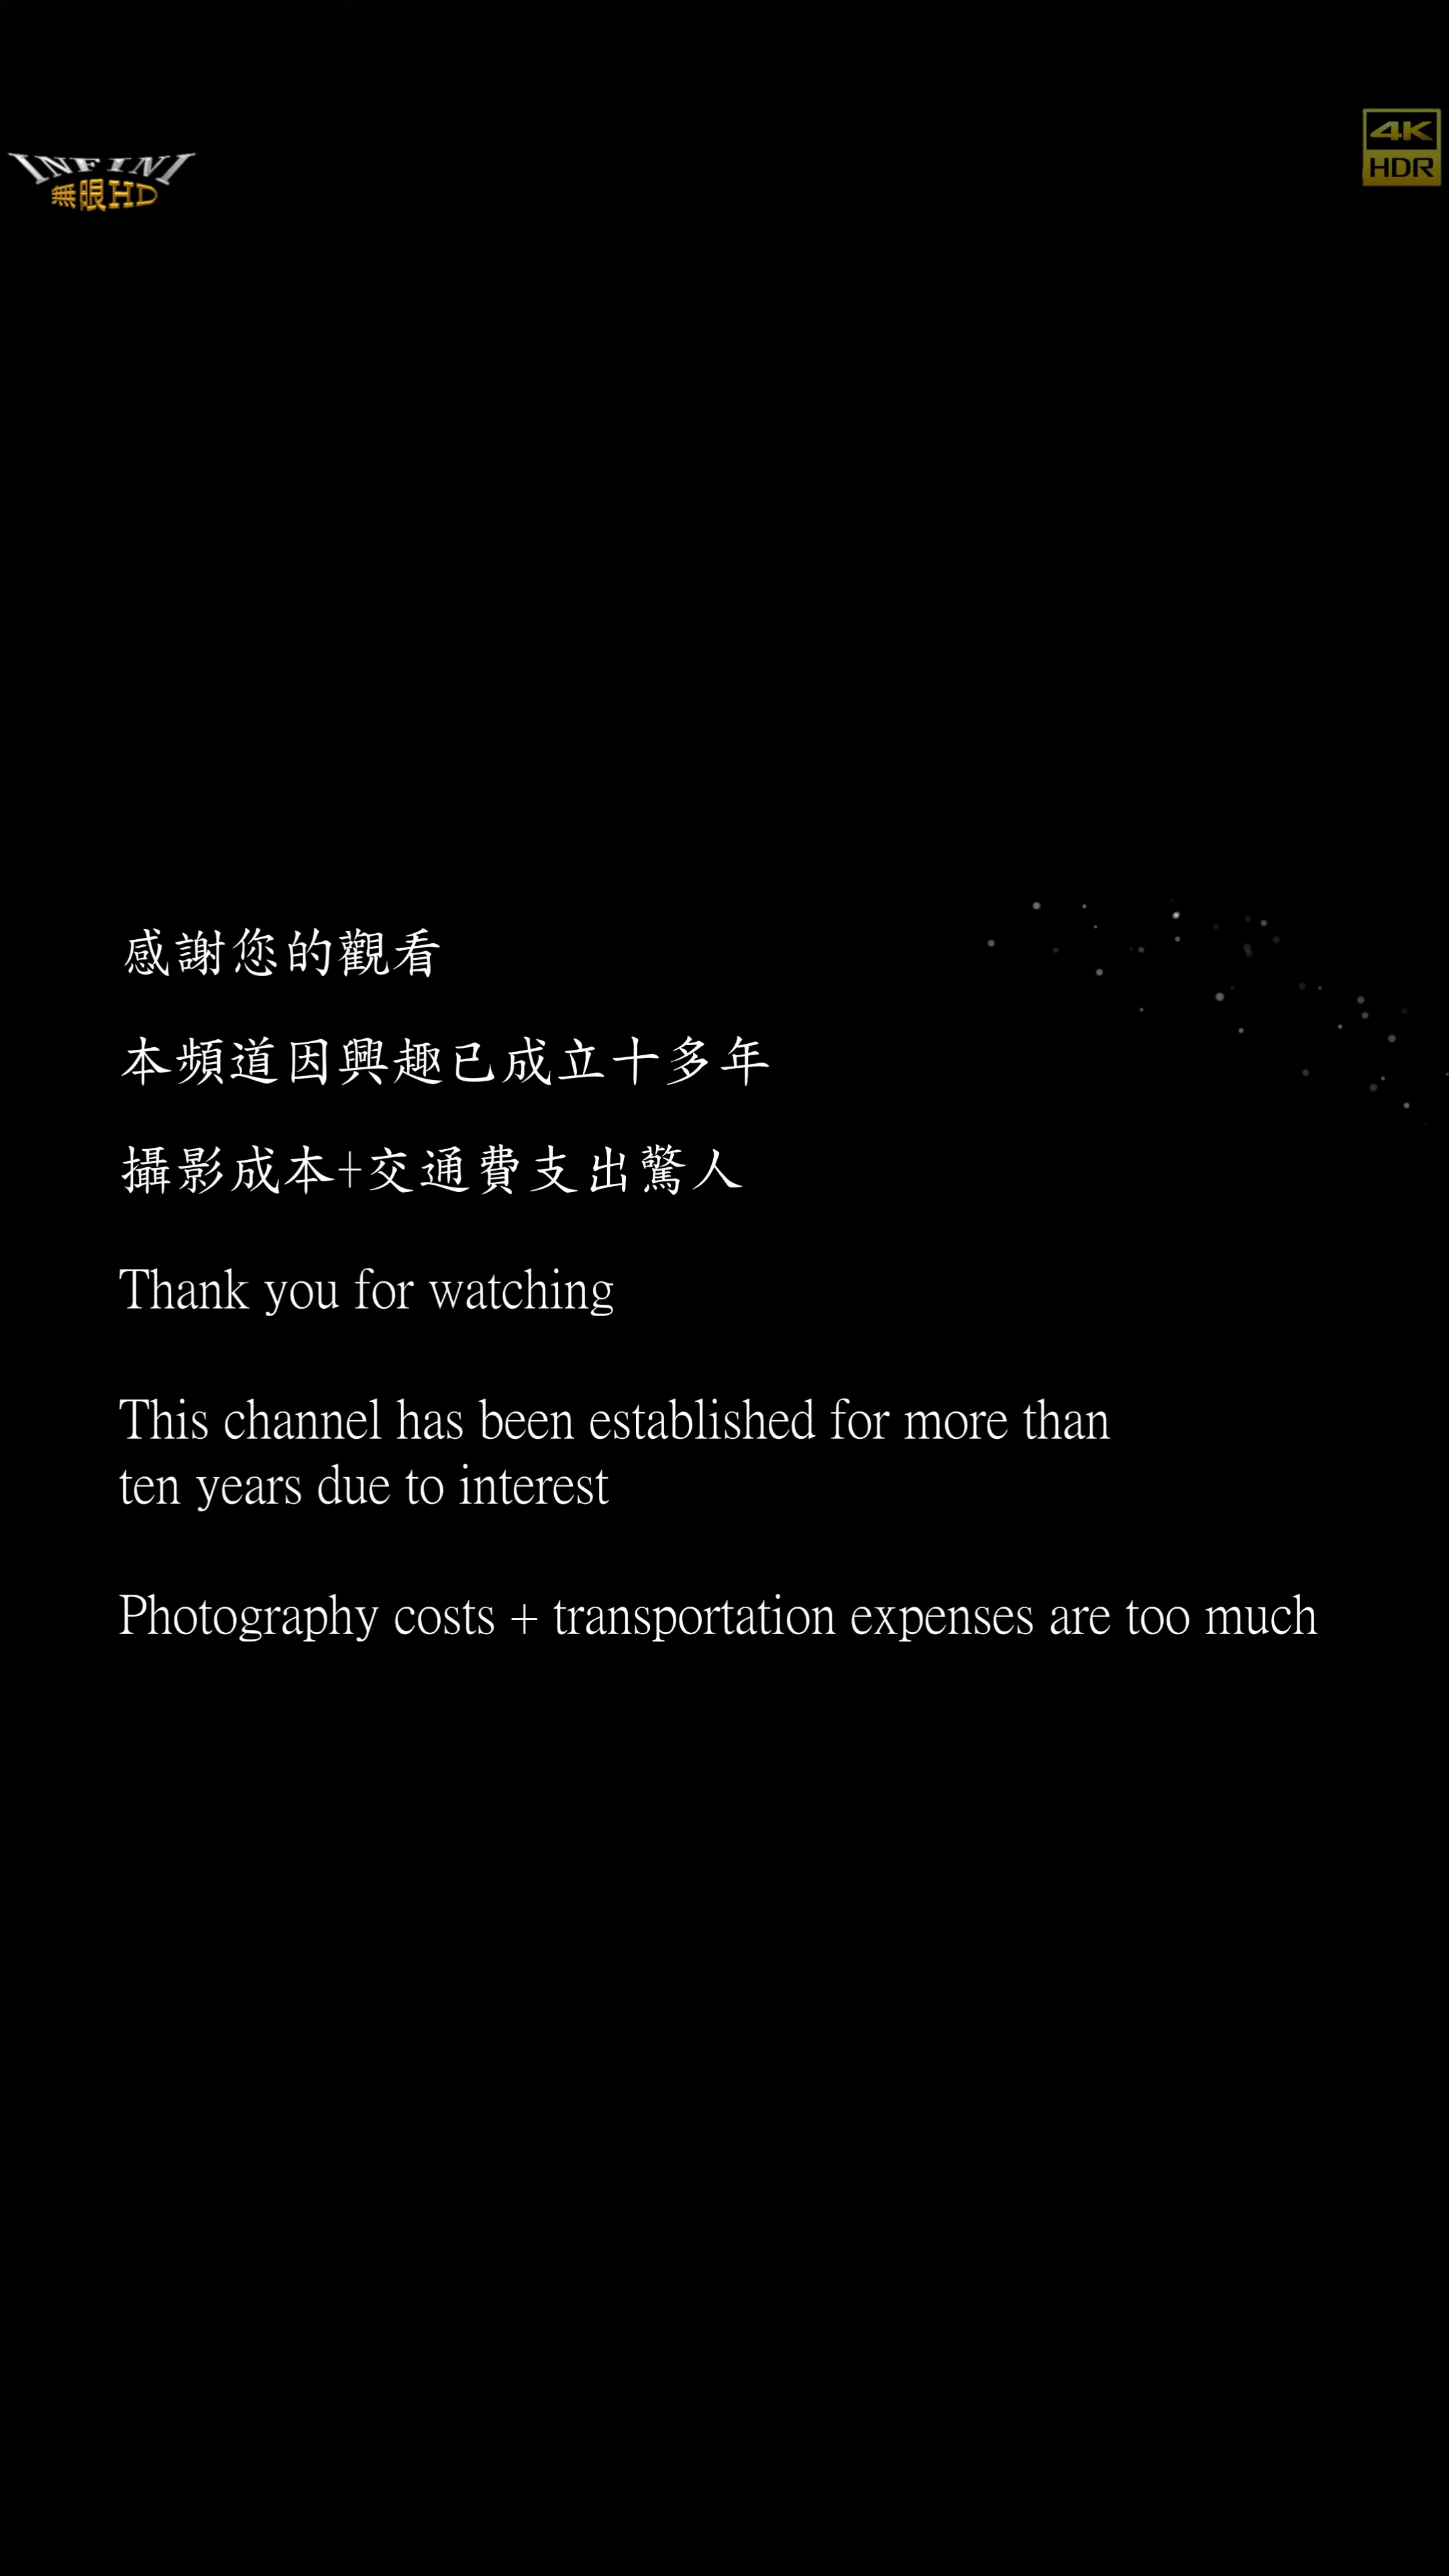 INFINI
無限HD
4K
HDR
感謝您的觀看
本頻道因興趣已成立十多年
攝影成本+交通費支出驚人
Thank you for watching
This channel has been established for more than
ten years due to interest
Photography costs + transportation expenses are too much